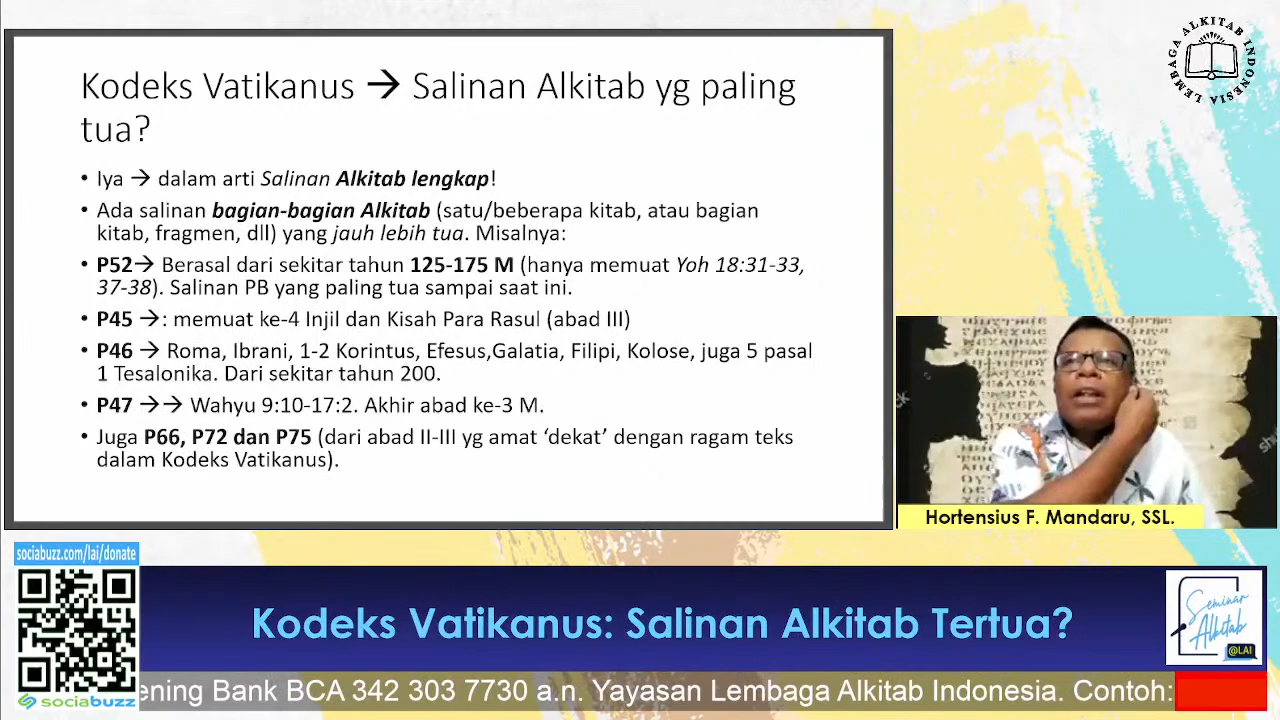 Kodeks Vatikanus → Salinan Alkitab yg paling
tua?
• Iya → dalam arti Salinan Alkitab lengkap!
• Ada salinan bagian-bagian Alkitab (satu/beberapa kitab, atau bagian
kitab, fragmen, dll) yang jauh lebih tua. Misalnya:
• P52→ Berasal dari sekitar tahun 125-175 M (hanya memuat Yoh 18:31-33,
37-38). Salinan PB yang paling tua sampai saat ini.
• P45 →: memuat ke-4 Injil dan Kisah Para Rasul (abad III)
• P46 → Roma, Ibrani, 1-2 Korintus, Efesus,Galatia, Filipi, Kolose, juga 5 pasal
1 Tesalonika. Dari sekitar tahun 200.
• P47 →→ Wahyu 9:10-17:2. Akhir abad ke-3 M.
• Juga P66, P72 dan P75 (dari abad II-III yg amat ‘dekat’ dengan ragam teks
dalam Kodeks Vatikanus).
LEMBAGA ALKITAB INDONESIA
Hortensius F. Mandaru, SSL.
sociabuzz.com/lai/donate
sociabuzz
Kodeks Vatikanus: Salinan Alkitab Tertua?
Seminar
Alkitab
@LAI
ening Bank BCA 342 303 7730 a.n. Yayasan Lembaga Alkitab Indonesia. Contoh: